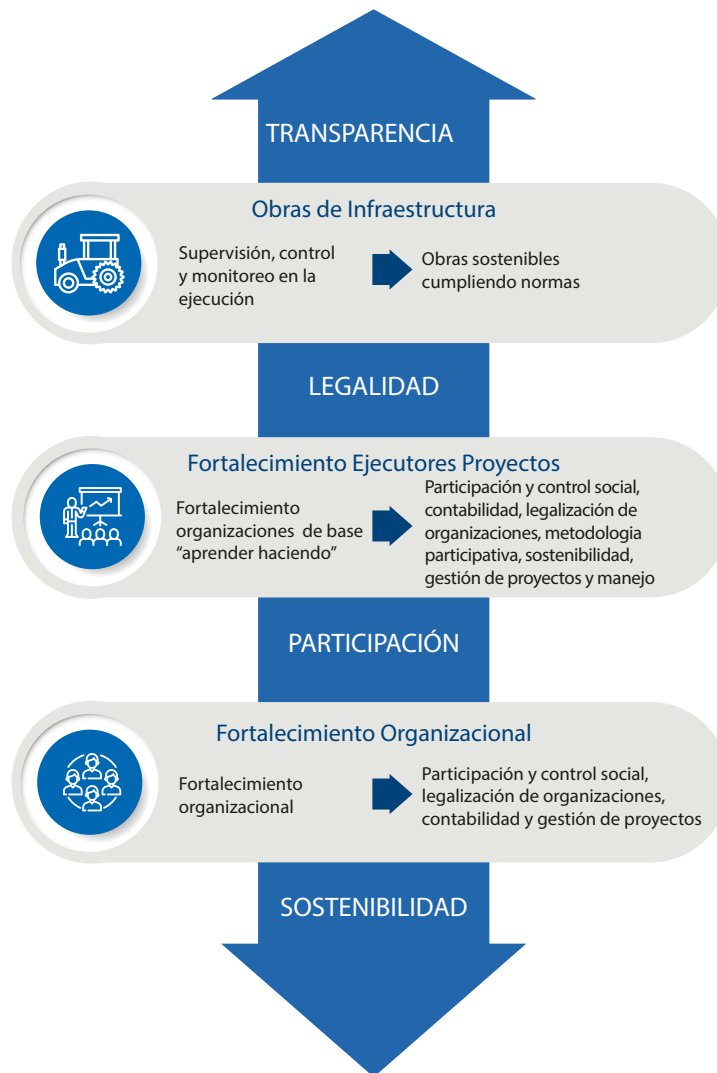 TRANSPARENCIA
Obras de Infraestructura
Supervisión, control
y monitoreo en la
ejecución
Obras sostenibles
cumpliendo normas
LEGALIDAD
Fortalecimiento Ejecutores Proyectos
Fortalecimiento
organizaciones de base
“aprender haciendo”
Participación y control social,
contabilidad, legalización de
organizaciones, metodologia
participativa, sostenibilidad,
gestión de proyectos y manejo
PARTICIPACIÓN
Fortalecimiento Organizacional
Fortalecimiento
organizacional
Participación y control social,
legalización de organizaciones,
contabilidad y gestión de proyectos
SOSTENIBILIDAD